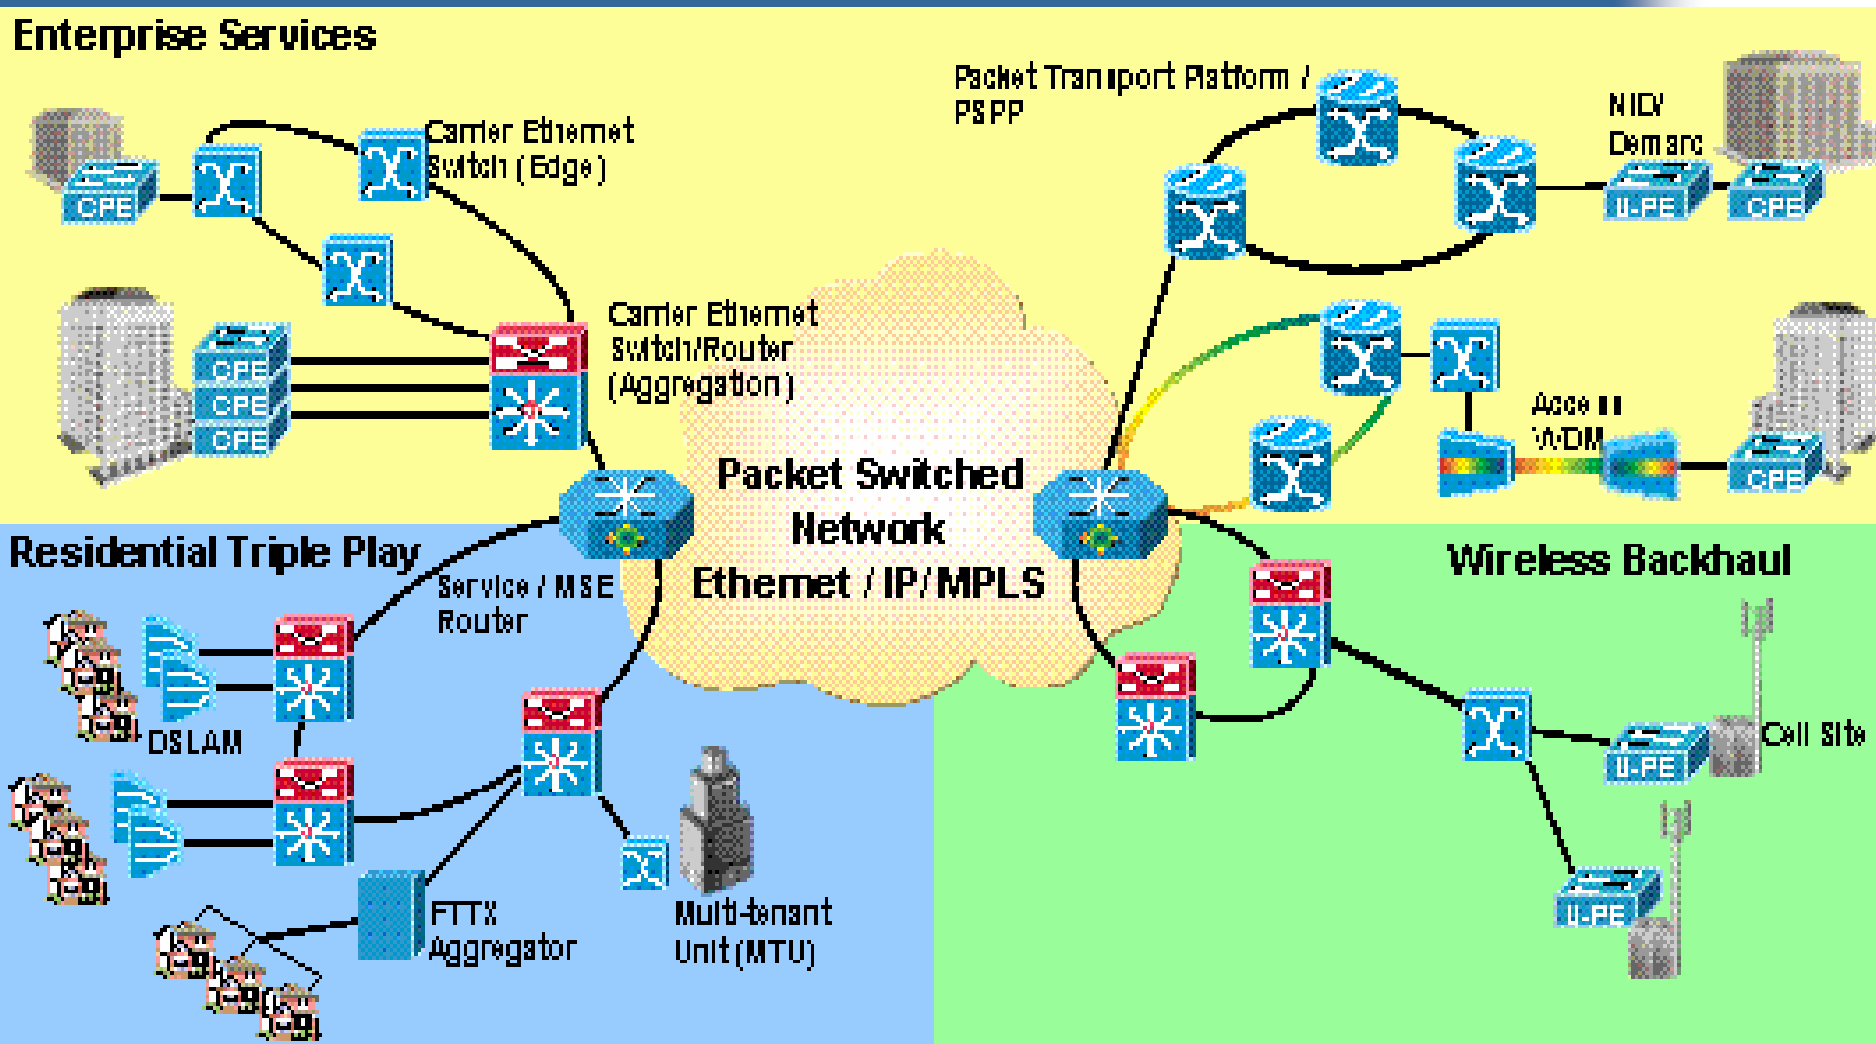 Enterprise Services
Packet Transport Platform /
PSPP
NID/
Demarc
Carrier Ethernet
Switch (Edge)
CPE
U-PE
CPE
Carrier Ethernet
Switch/Router
(Aggregation)
CPE
CPE
CPE
Access
WDM
CPE
Packet Switched
Network
Ethernet / IP/MPLS
Residential Triple Play
Service / MSE
Router
DSLAM
FTTX
Aggregator
Multi-tenant
Unit (MTU)
Wireless Backhaul
Cell Site
U-PE
U-PE